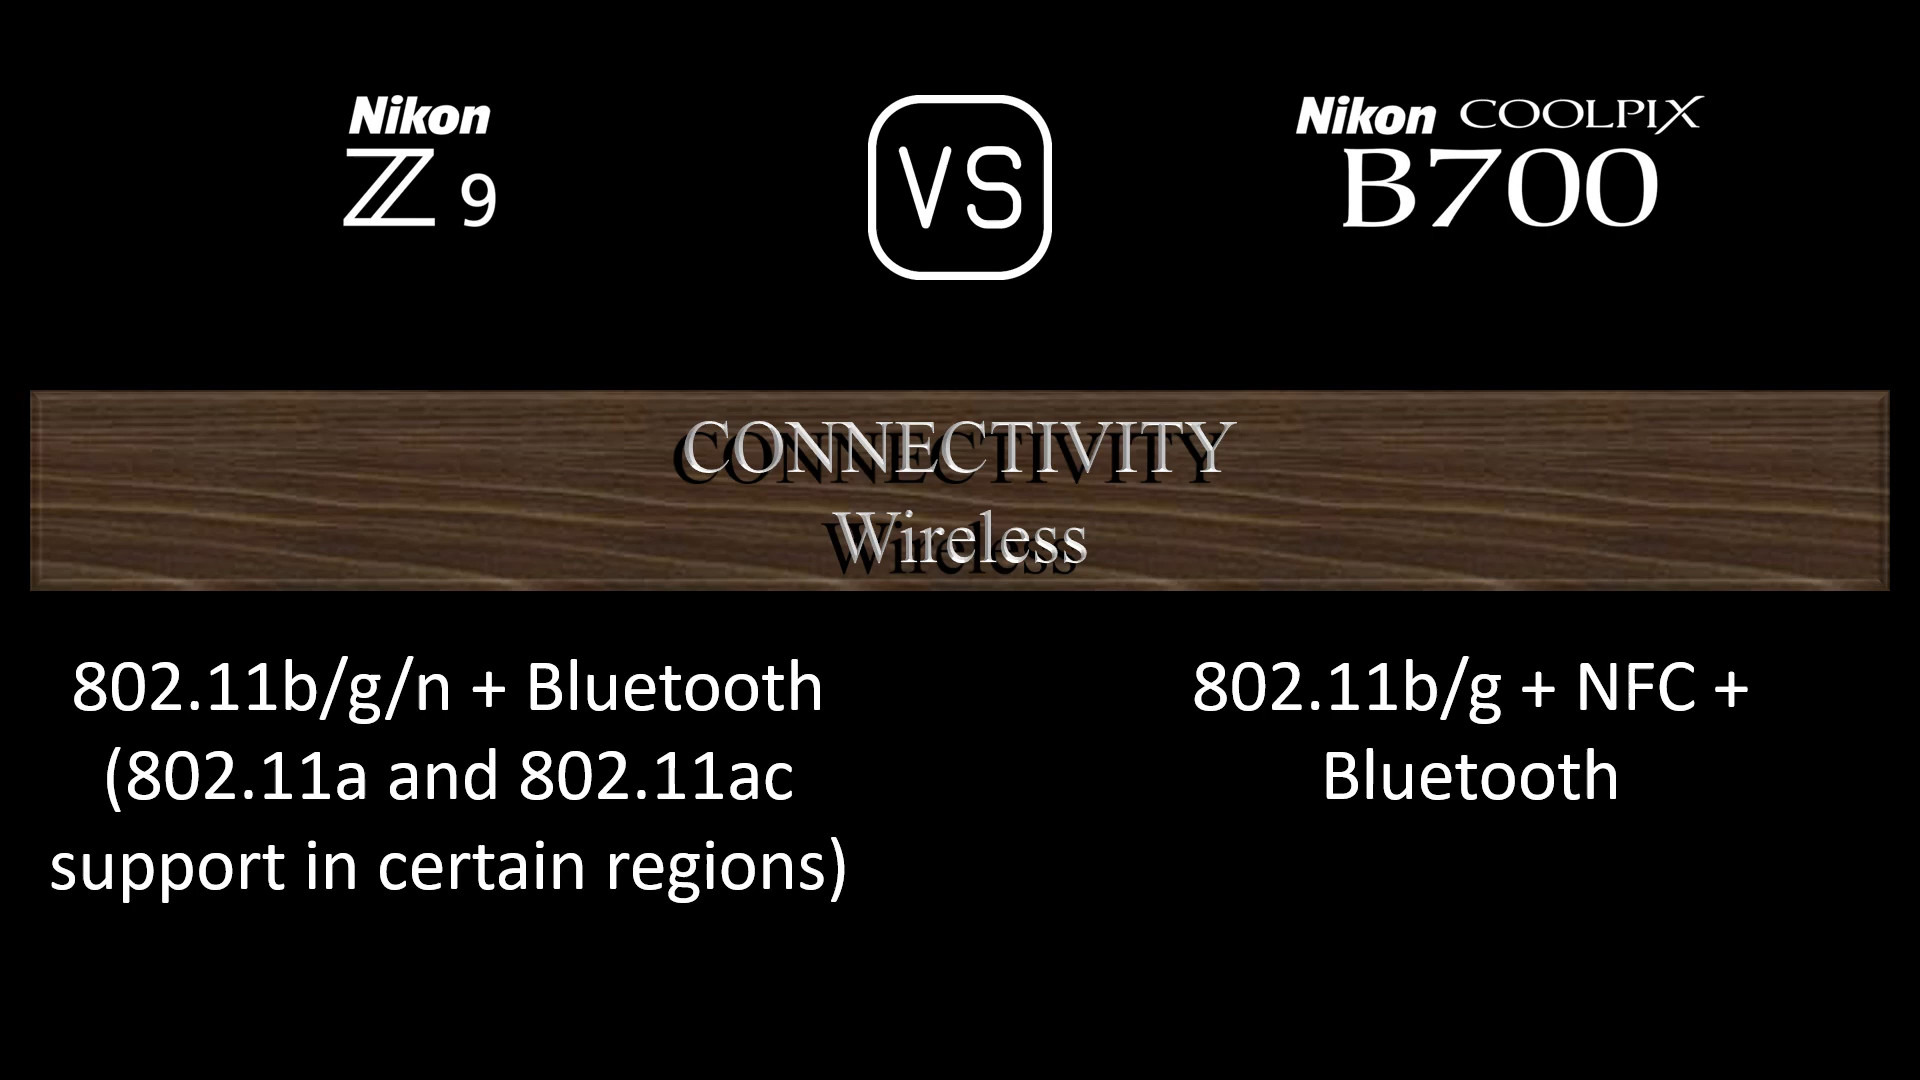 Nikon
Z 9
VS
Nikon COOLPIX
B700
CONNECTIVITY
Wireless
802.11b/g/n + Bluetooth
(802.11a and 802.11ac
support in certain regions)
802.11b/g + NFC +
Bluetooth